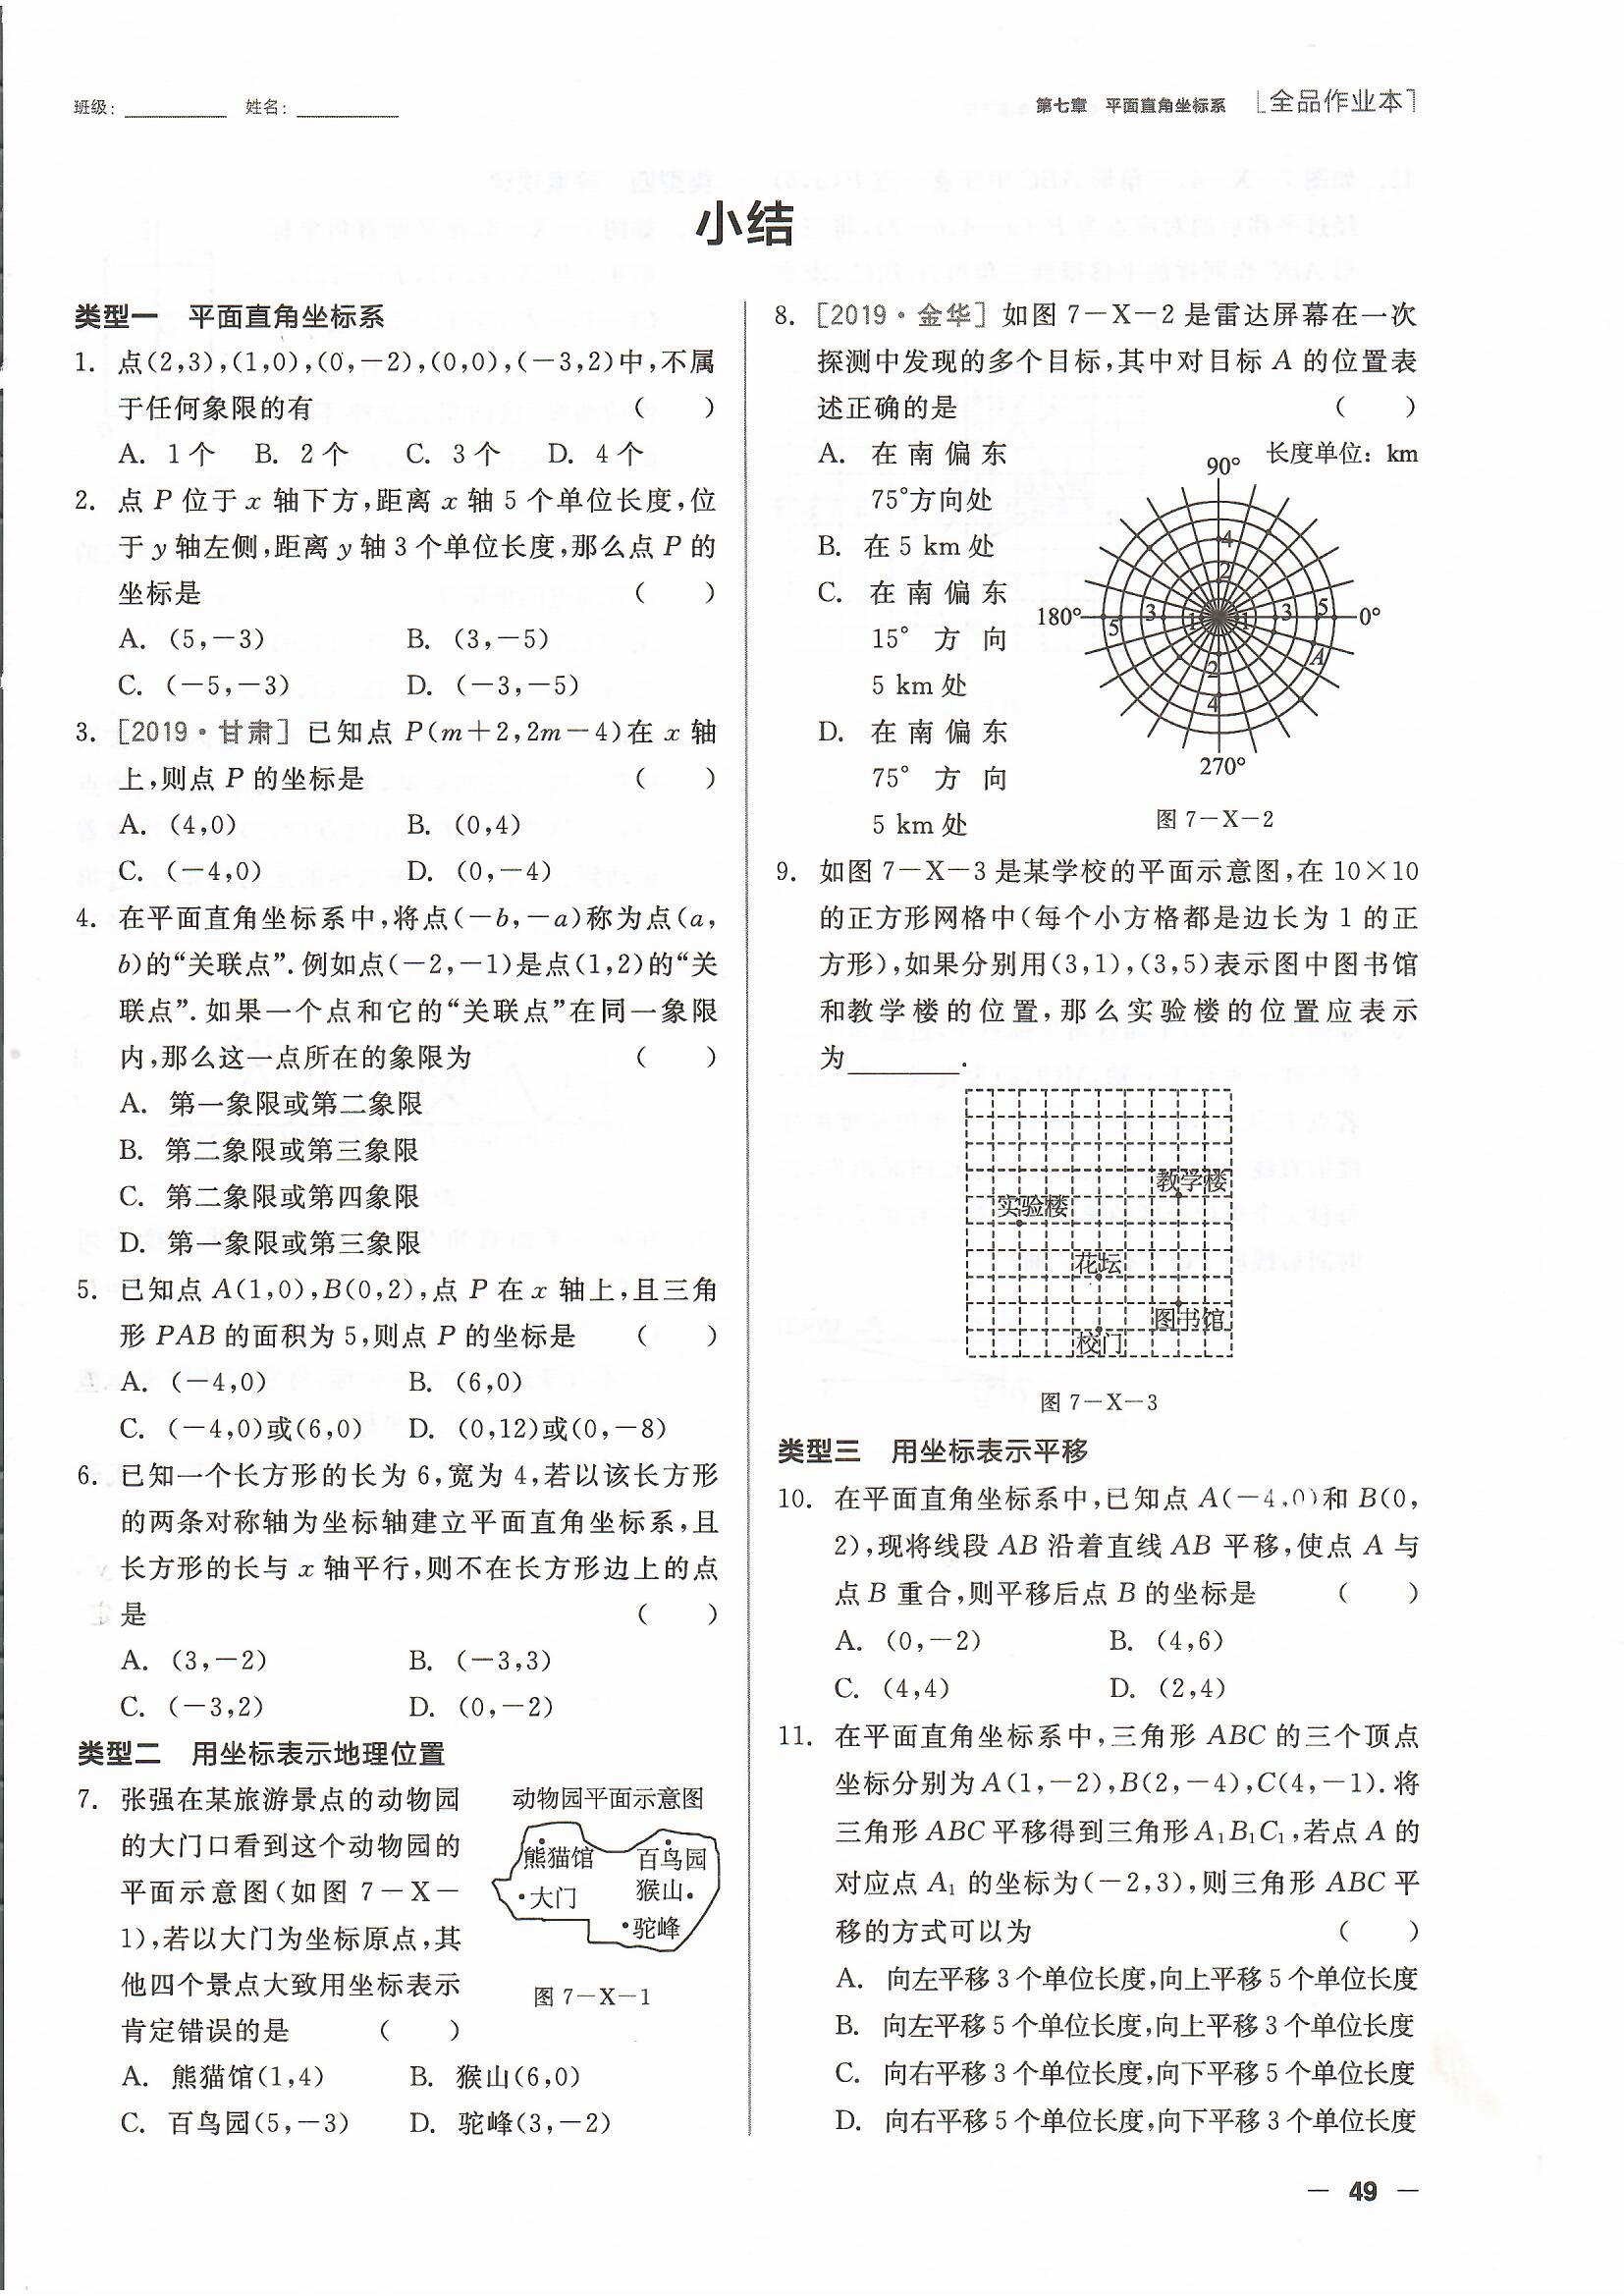 班级: 姓名: 第七章 平面直角坐标系 全品作业本
小结
类型一 平面直角坐标系
1. 点(2,3),(1,0),(0,-2),(0,0),(-3,2)中,不属
于任何象限的有 ( )
A. 1个 B. 2个 C. 3个 D. 4个
2. 点 P 位于 x 轴下方,距离 x 轴 5 个单位长度,位
于 y 轴左侧,距离 y 轴 3 个单位长度,那么点 P 的
坐标是 ( )
A. (5,-3) B. (3,-5)
C. (-5,-3) D. (-3,-5)
3. [2019·甘肃] 已知点 P(m+2,2m-4)在 x 轴
上,则点 P 的坐标是 ( )
A. (4,0) B. (0,4)
C. (-4,0) D. (0,-4)
4. 在平面直角坐标系中,将点(-b,-a)称为点(a,
b)的“关联点”.例如点(-2,-1)是点(1,2)的“关
联点”.如果一个点和它的“关联点”在同一象限
内,那么这一点所在的象限为 ( )
A. 第一象限或第二象限
B. 第二象限或第三象限
C. 第二象限或第四象限
D. 第一象限或第三象限
5. 已知点 A(1,0),B(0,2),点 P 在 x 轴上,且三角
形 PAB 的面积为 5,则点 P 的坐标是 ( )
A. (-4,0) B. (6,0)
C. (-4,0)或(6,0) D. (0,12)或(0,-8)
6. 已知一个长方形的长为 6,宽为 4,若以该长方形
的两条对称轴为坐标轴建立平面直角坐标系,且
长方形的长与 x 轴平行,则不在长方形边上的点
是 ( )
A. (3,-2) B. (-3,3)
C. (-3,2) D. (0,-2)
类型二 用坐标表示地理位置
7. 张强在某旅游景点的动物园
的大门口看到这个动物园的
平面示意图(如图 7-X-
1),若以大门为坐标原点,其
他四个景点大致用坐标表示
肯定错误的是 ( )
动物园平面示意图
熊猫馆 百鸟园
大门 猴山
驼峰
图 7-X-1
A. 熊猫馆(1,4) B. 猴山(6,0)
C. 百鸟园(5,-3) D. 驼峰(3,-2)
8. [2019·金华] 如图 7-X-2 是雷达屏幕在一次
探测中发现的多个目标,其中对目标 A 的位置表
述正确的是 ( )
A. 在南偏东
75°方向处
B. 在 5 km 处
C. 在南偏东
15° 方向
5 km 处
D. 在南偏东
75° 方向
5 km 处
长度单位: km
90°
4
2
180° 5 3 1 1 3 5 0°
2 A
4
270°
图 7-X-2
9. 如图 7-X-3 是某学校的平面示意图,在 10×10
的正方形网格中(每个小方格都是边长为 1 的正
方形),如果分别用(3,1),(3,5)表示图中图书馆
和教学楼的位置,那么实验楼的位置应表示
为 .
教学楼
实验楼
花坛
图书馆
校门
图 7-X-3
类型三 用坐标表示平移
10. 在平面直角坐标系中,已知点 A(-4,0)和 B(0,
2),现将线段 AB 沿着直线 AB 平移,使点 A 与
点 B 重合,则平移后点 B 的坐标是 ( )
A. (0,-2) B. (4,6)
C. (4,4) D. (2,4)
11. 在平面直角坐标系中,三角形 ABC 的三个顶点
坐标分别为 A(1,-2),B(2,-4),C(4,-1).将
三角形 ABC 平移得到三角形 A₁B₁C₁,若点 A 的
对应点 A₁ 的坐标为(-2,3),则三角形 ABC 平
移的方式可以为 ( )
A. 向左平移 3 个单位长度,向上平移 5 个单位长度
B. 向左平移 5 个单位长度,向上平移 3 个单位长度
C. 向右平移 3 个单位长度,向下平移 5 个单位长度
D. 向右平移 5 个单位长度,向下平移 3 个单位长度
— 49 —